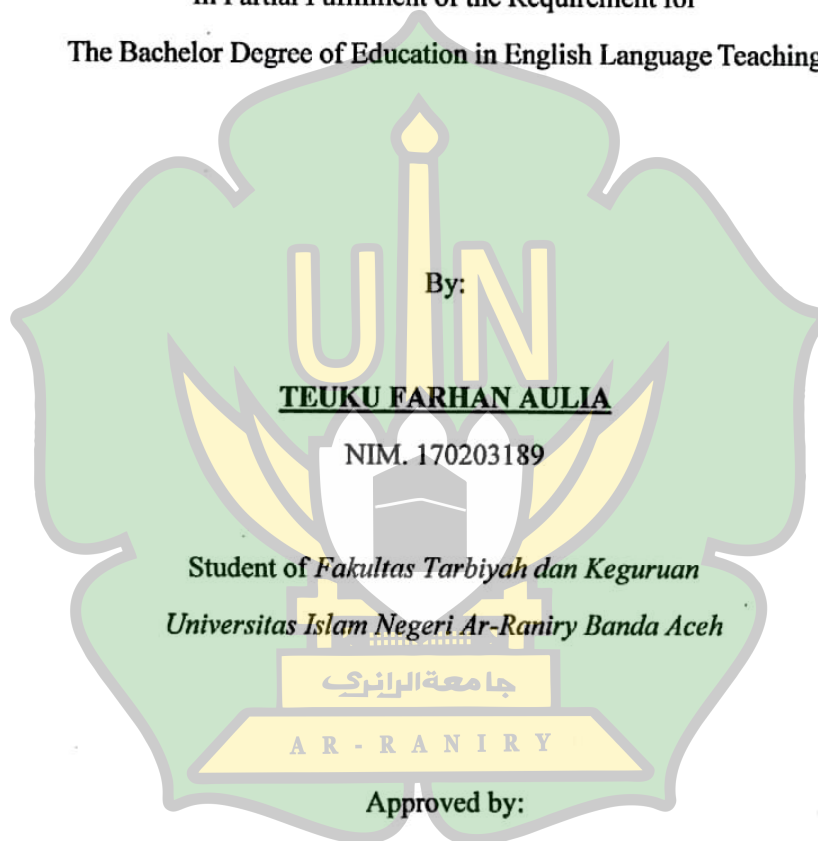 In Partial Fulfillment of the Requirement for
The Bachelor Degree of Education in English Language Teaching
UIN
By:
TEUKU FARHAN AULIA
NIM. 170203189
Student of Fakultas Tarbiyah dan Keguruan
Universitas Islam Negeri Ar-Raniry Banda Aceh
جامعةالرانري
AR-RANIRY
Approved by: